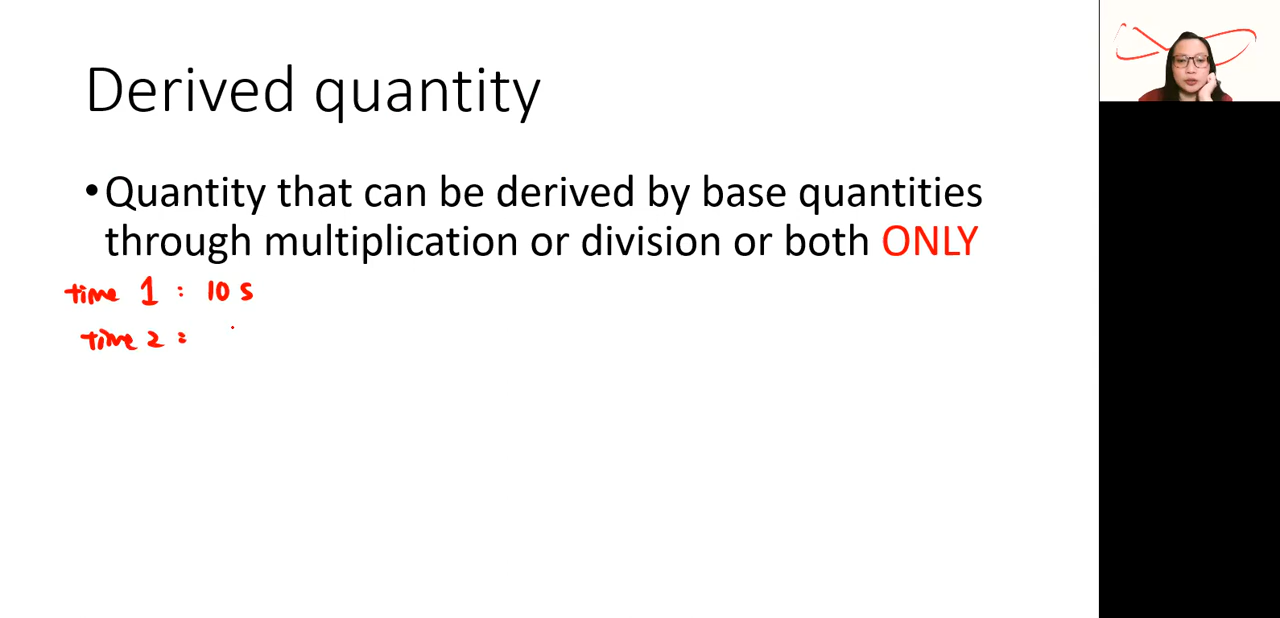 Derived quantity
•Quantity that can be derived by base quantities
through multiplication or division or both ONLY
time 1 : 10 s
time 2 :